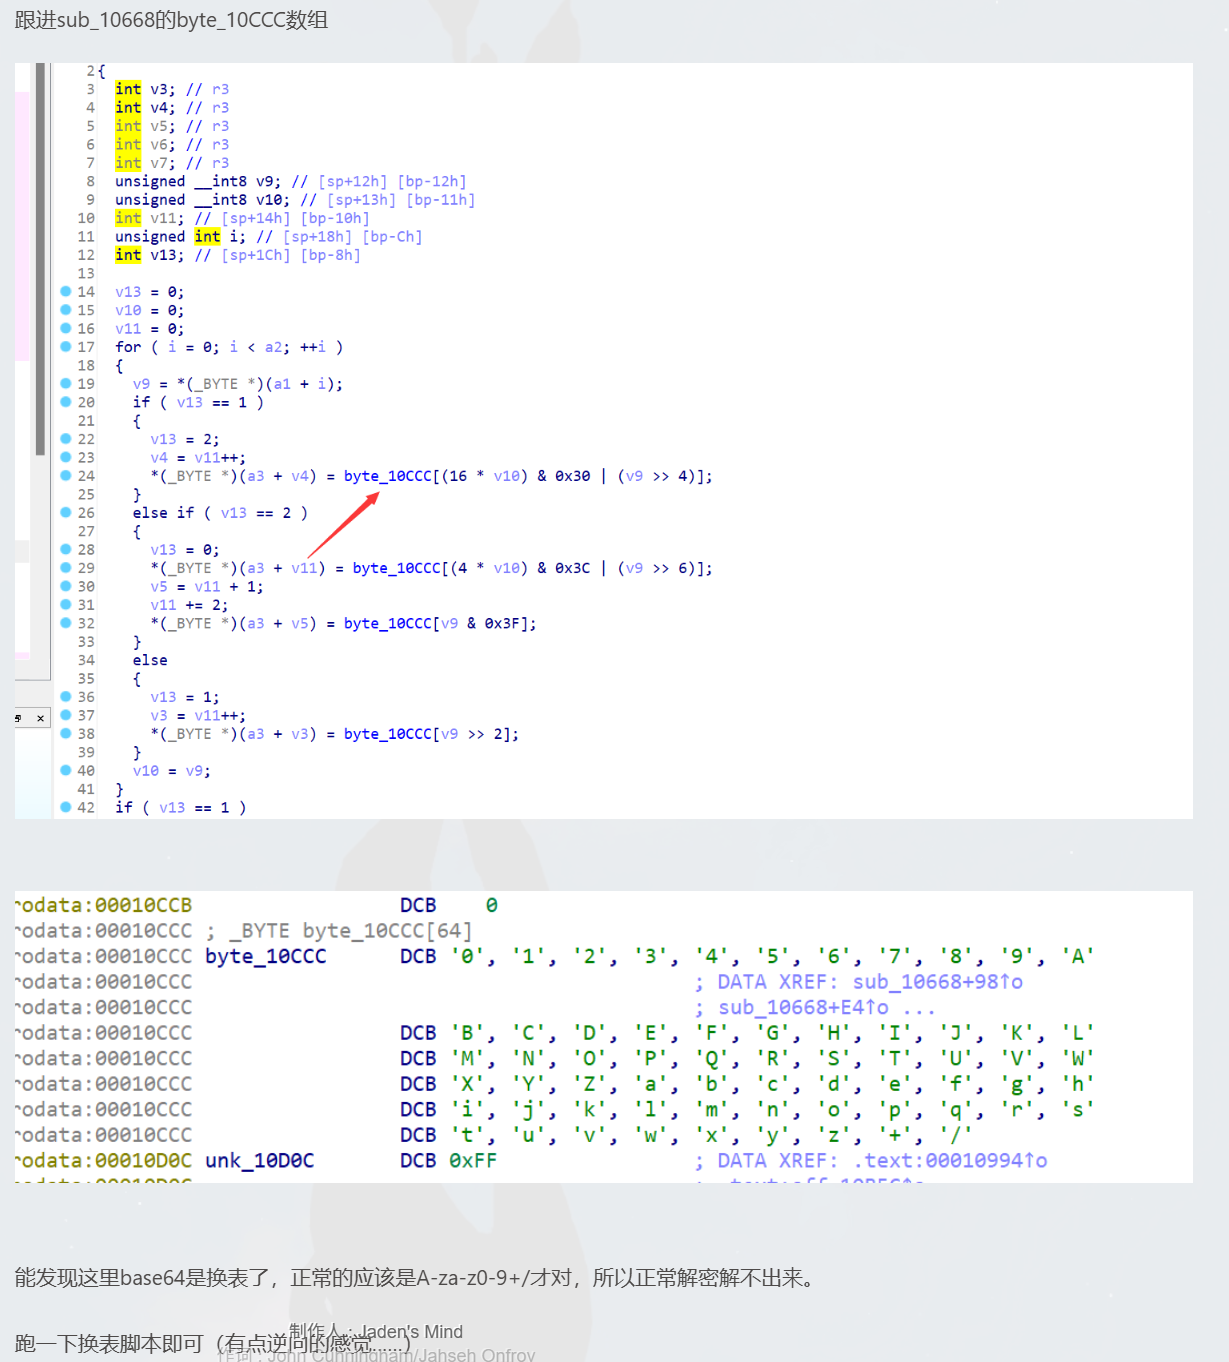 跟进sub_10668的byte_10CCC数组
2 {
3 int v3; // r3
4 int v4; // r3
5 int v5; // r3
6 int v6; // r3
7 int v7; // r3
8 unsigned __int8 v9; // [sp+12h] [bp-12h]
9 unsigned __int8 v10; // [sp+13h] [bp-11h]
10 int v11; // [sp+14h] [bp-10h]
11 unsigned int i; // [sp+18h] [bp-Ch]
12 int v13; // [sp+1Ch] [bp-8h]
13
14 v13 = 0;
15 v10 = 0;
16 v11 = 0;
17 for ( i = 0; i < a2; ++i )
18 {
19 v9 = *(_BYTE *)(a1 + i);
20 if ( v13 == 1 )
21 {
22 v13 = 2;
23 v4 = v11++;
24 *(_BYTE *)(a3 + v4) = byte_10CCC[(16 * v10) & 0x30 | (v9 >> 4)];
25 }
26 else if ( v13 == 2 )
27 {
28 v13 = 0;
29 *(_BYTE *)(a3 + v11) = byte_10CCC[(4 * v10) & 0x3C | (v9 >> 6)];
30 v5 = v11 + 1;
31 v11 += 2;
32 *(_BYTE *)(a3 + v5) = byte_10CCC[v9 & 0x3F];
33 }
34 else
35 {
36 v13 = 1;
37 v3 = v11++;
38 *(_BYTE *)(a3 + v3) = byte_10CCC[v9 >> 2];
39 }
40 v10 = v9;
41 }
42 if ( v13 == 1 )
rodata:00010CCB DCB 0
rodata:00010CCC ; _BYTE byte_10CCC[64]
rodata:00010CCC byte_10CCC DCB '0', '1', '2', '3', '4', '5', '6', '7', '8', '9', 'A'
rodata:00010CCC ; DATA XREF: sub_10668+98↑o
rodata:00010CCC ; sub_10668+E4↑o ...
rodata:00010CCC DCB 'B', 'C', 'D', 'E', 'F', 'G', 'H', 'I', 'J', 'K', 'L'
rodata:00010CCC DCB 'M', 'N', 'O', 'P', 'Q', 'R', 'S', 'T', 'U', 'V', 'W'
rodata:00010CCC DCB 'X', 'Y', 'Z', 'a', 'b', 'c', 'd', 'e', 'f', 'g', 'h'
rodata:00010CCC DCB 'i', 'j', 'k', 'l', 'm', 'n', 'o', 'p', 'q', 'r', 's'
rodata:00010CCC DCB 't', 'u', 'v', 'w', 'x', 'y', 'z', '+', '/'
rodata:00010D0C unk_10D0C DCB 0xFF ; DATA XREF: .text:00010994↑o
能发现这里base64是换表了，正常的应该是A-za-z0-9+/才对，所以正常解密解不出来。
制作人 : Jaden's Mind
跑一下换表脚本即可（有点逆向的感觉......）
作词 : John Cunningham/Jahseh Onfroy